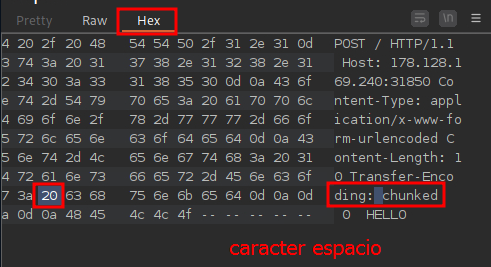 Pretty Raw Hex
4 20 2f 20 48 54 54 50 2f 31 2e 31 0d POST / HTTP/1.1
3 74 3a 20 31 37 38 2e 31 32 38 2e 31 Host: 178.128.1
2 34 30 3a 33 31 38 35 30 0d 0a 43 6f 69.240:31850 Co
e 74 2d 54 79 70 65 3a 20 61 70 70 6c ntent-Type: appl
4 69 6f 6e 2f 78 2d 77 77 77 2d 66 6f ication/x-www-fo
5 72 6c 65 6e 63 6f 64 65 64 0d 0a 43 rm-urlencoded C
5 6e 74 2d 4c 65 6e 67 74 68 3a 20 31 ontent-Length: 1
4 72 61 6e 73 66 65 72 2d 45 6e 63 6f 0 Transfer-Enco
7 3a 20 63 68 75 6e 6b 65 64 0d 0a 0d ding: chunked
a 0d 0a 48 45 4c 4c 4f -- -- -- -- -- 0 HELLO
caracter espacio